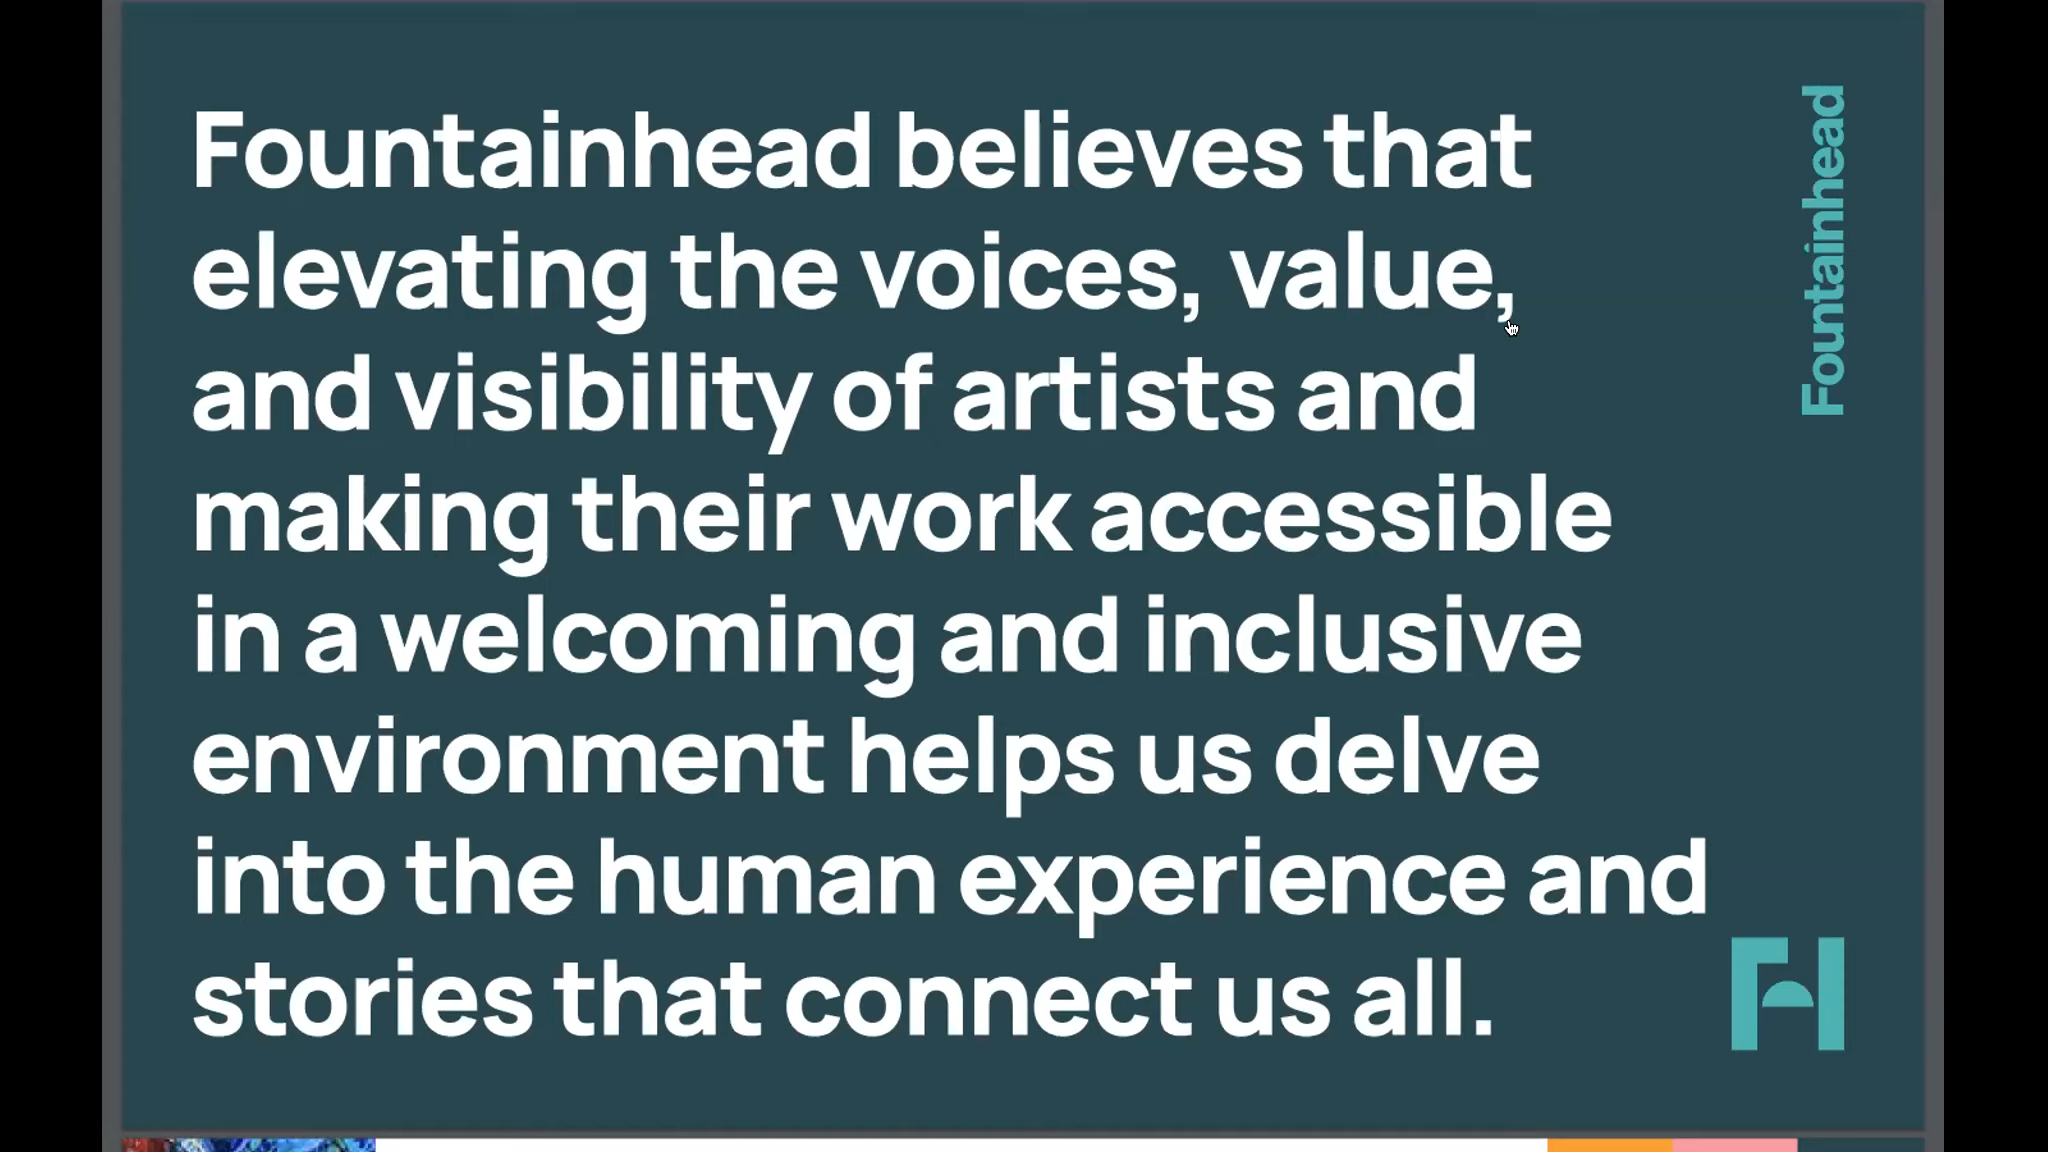 Fountainhead believes that
elevating the voices, value,
and visibility of artists and
making their work accessible
in a welcoming and inclusive
environment helps us delve
into the human experience and
stories that connect us all.
Fountainhead